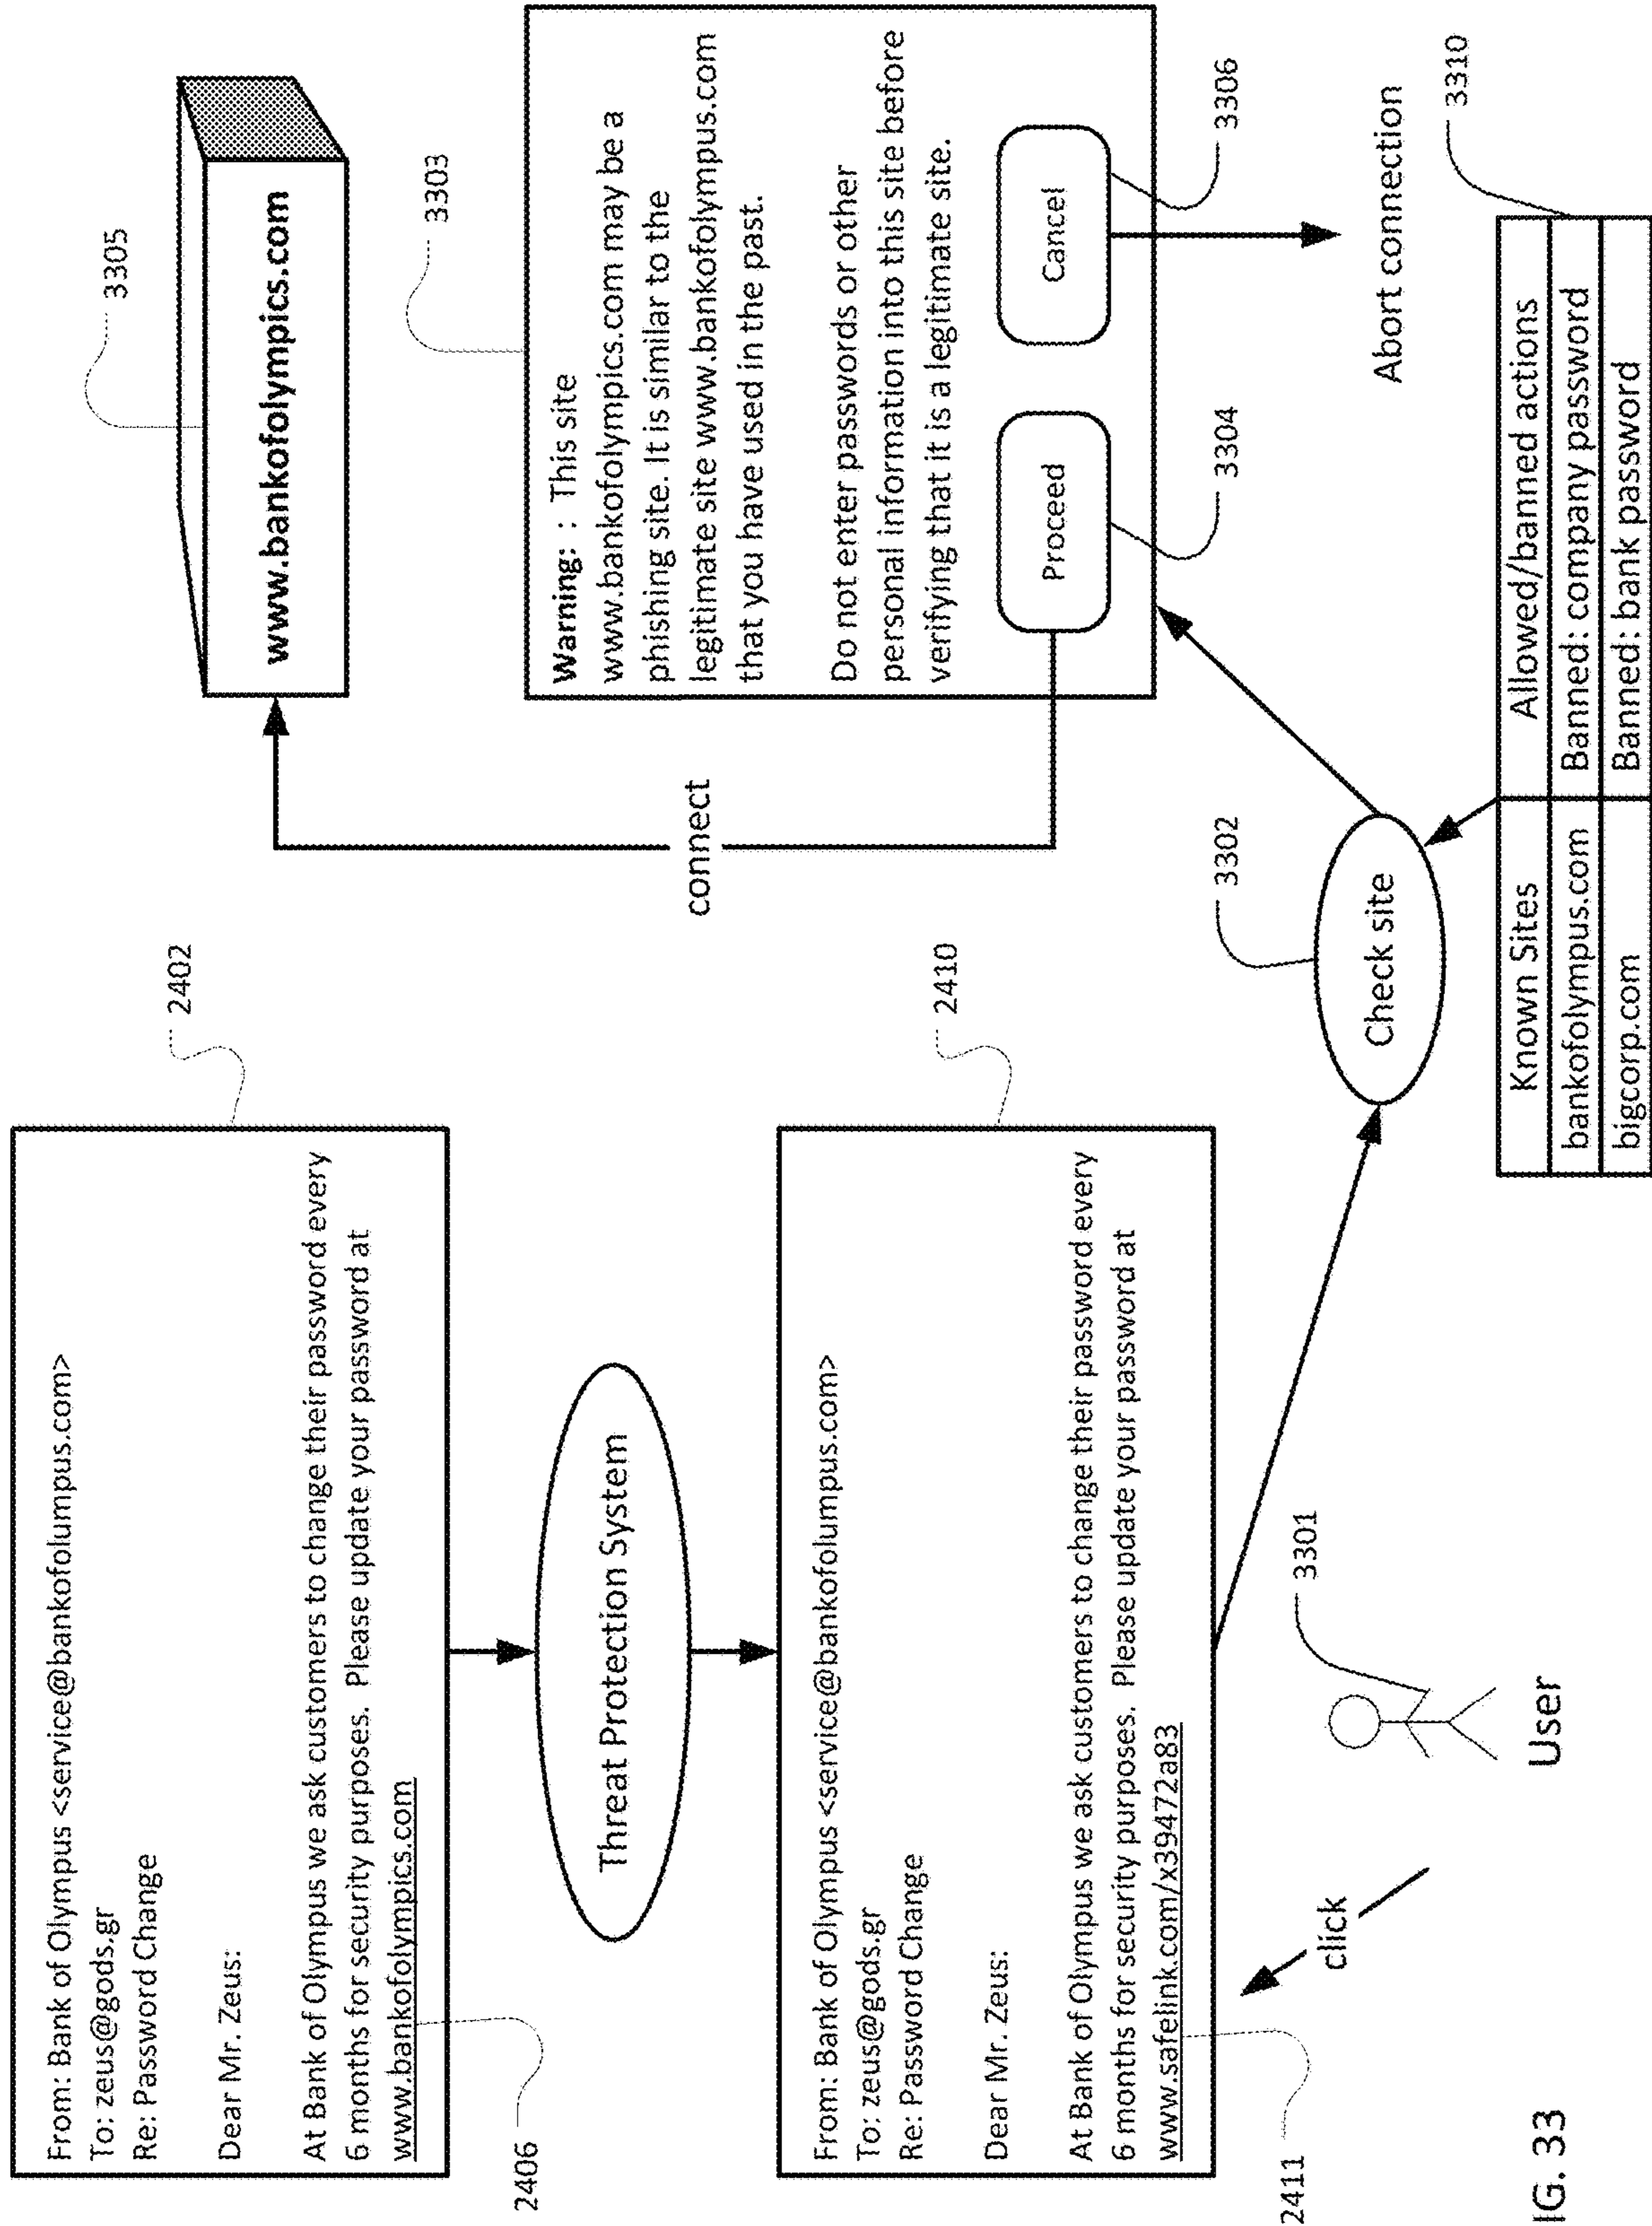 2402
From: Bank of Olympus <service@bankofolumpus.com>
To: zeus@gods.gr
Re: Password Change
Dear Mr. Zeus:
At Bank of Olympus we ask customers to change their password every
6 months for security purposes. Please update your password at
www.bankofolympics.com
2406
Threat Protection System
2410
From: Bank of Olympus <service@bankofolumpus.com>
To: zeus@gods.gr
Re: Password Change
Dear Mr. Zeus:
At Bank of Olympus we ask customers to change their password every
6 months for security purposes. Please update your password at
www.safelink.com/x39472a83
2411
click
3301
User
3305
www.bankofolympics.com
connect
3303
Warning: : This site
www.bankofolympics.com may be a
phishing site. It is similar to the
legitimate site www.bankofolympus.com
that you have used in the past.
Do not enter passwords or other
personal information into this site before
verifying that it is a legitimate site.
Proceed
Cancel
3304
3306
3302
Check site
Abort connection
3310
Known Sites
Allowed/banned actions
bankofolympus.com
Banned: company password
bigcorp.com
Banned: bank password
IG. 33